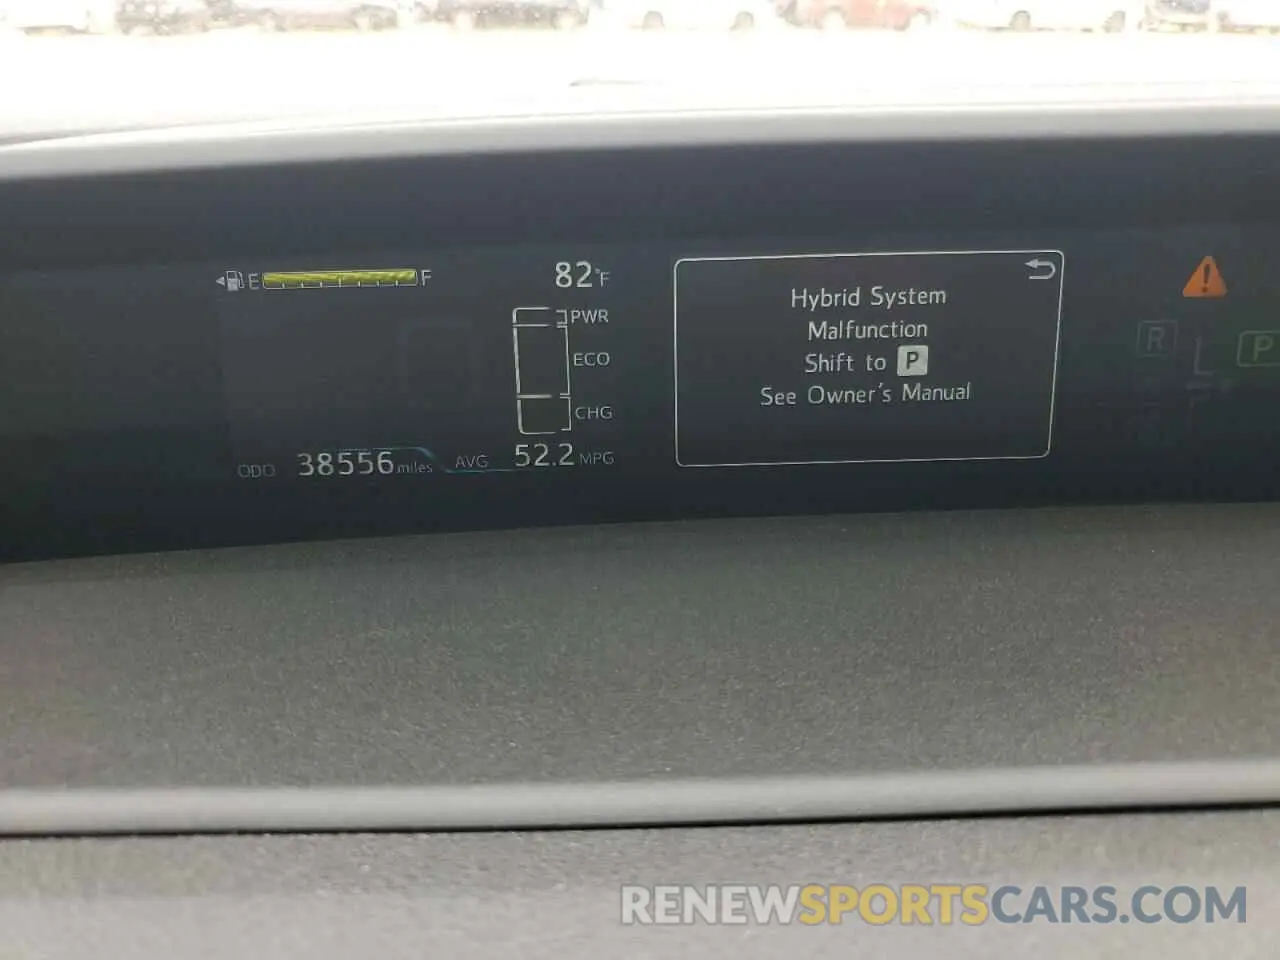 E F 82°F
PWR
ECO
CHG
ODO 38556 miles AVG 52.2 MPG
Hybrid System
Malfunction
Shift to P
See Owner's Manual
R P
RENEWSPORTSCARS.COM